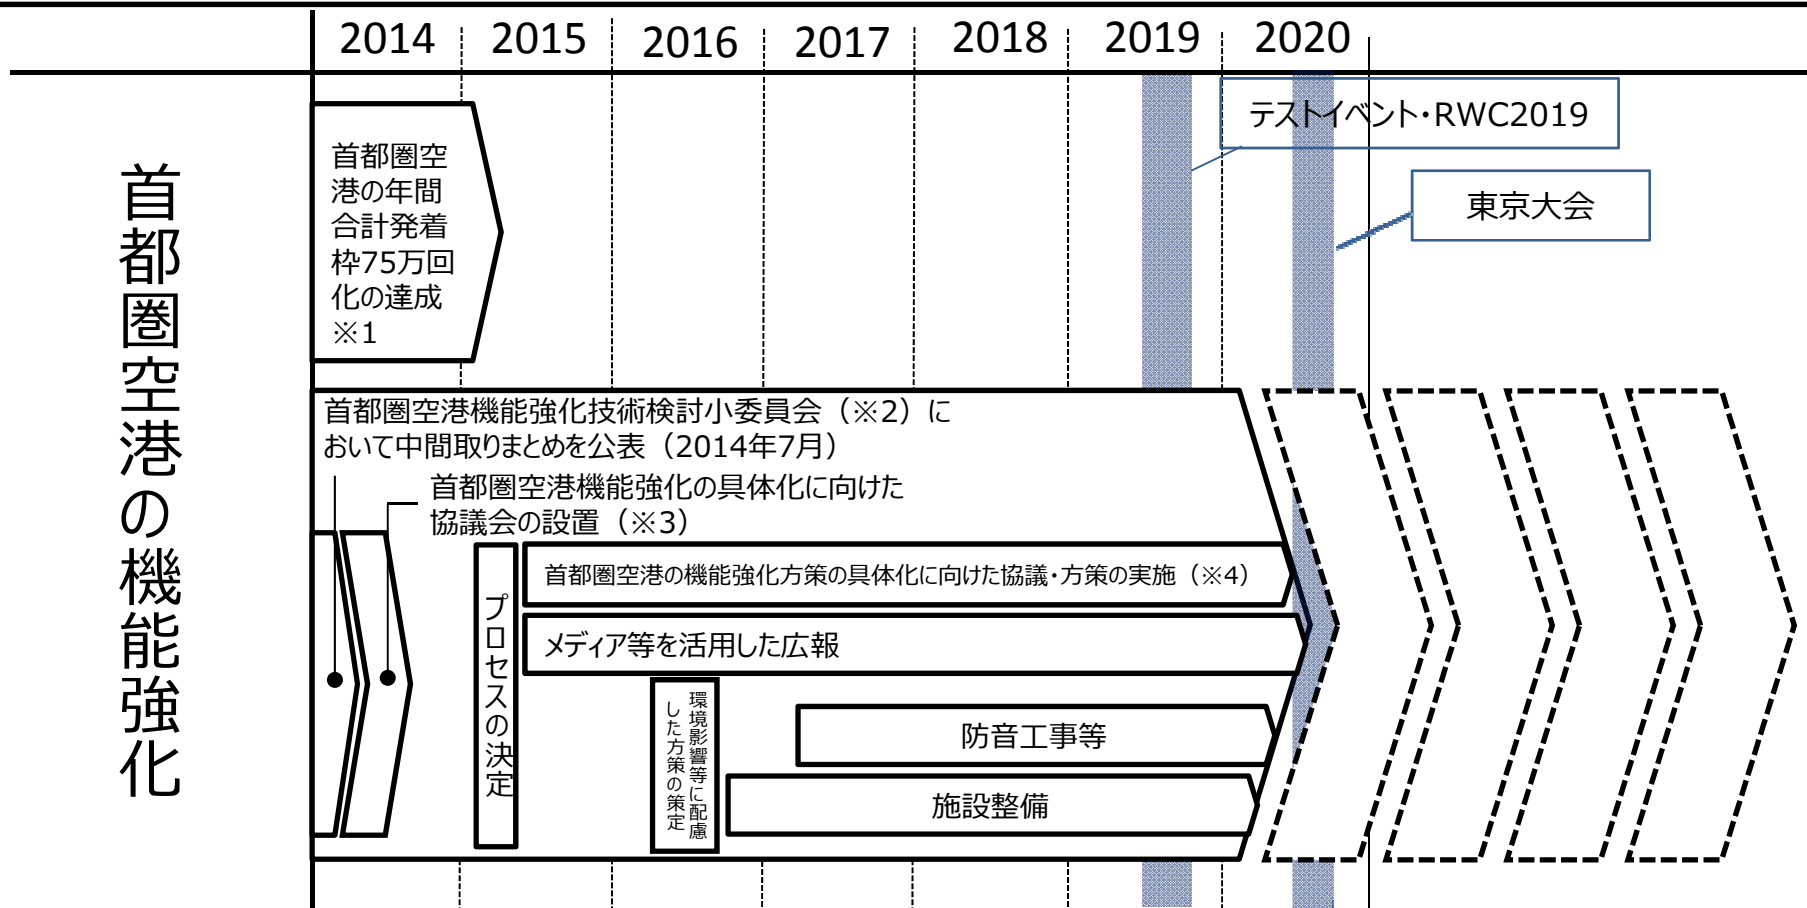 2014 2015 2016 2017 2018 2019 2020
首都圏空港の機能強化
テストイベント・RWC2019
東京大会
首都圏空
港の年間
合計発着
枠75万回
化の達成
※1
首都圏空港機能強化技術検討小委員会（※2）に
おいて中間取りまとめを公表（2014年7月）
首都圏空港機能強化の具体化に向けた
協議会の設置（※3）
プロセスの決定
首都圏空港の機能強化方策の具体化に向けた協議・方策の実施（※4）
メディア等を活用した広報
環境影響等に配慮
した方策の策定
防音工事等
施設整備